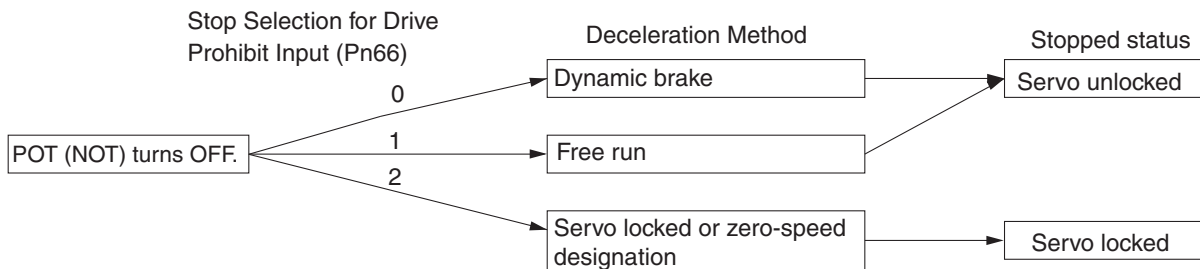 Stop Selection for Drive
Prohibit Input (Pn66)
Deceleration Method
Stopped status
0
Dynamic brake
Servo unlocked
POT (NOT) turns OFF.
1
Free run
2
Servo locked or zero-speed
designation
Servo locked